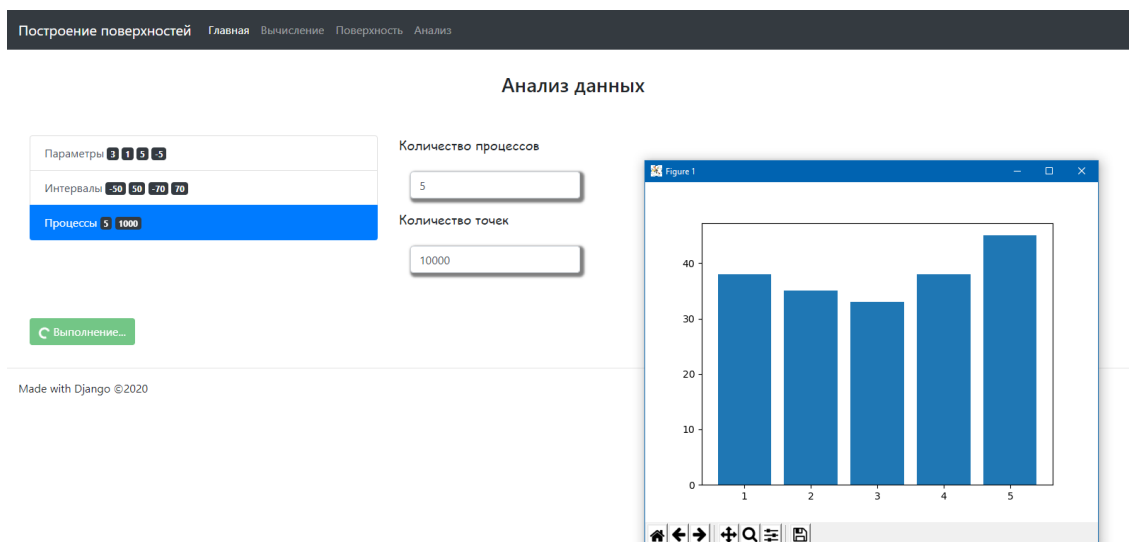 Построение поверхностей Главная Вычисление Поверхность Анализ
Анализ данных
Параметры 3 1 5 -5
Интервалы -50 50 -70 70
Процессы 5 1000
Количество процессов
5
Количество точек
10000
Выполнение...
Made with Django ©2020
Figure 1
40
30
20
10
0
1 2 3 4 5